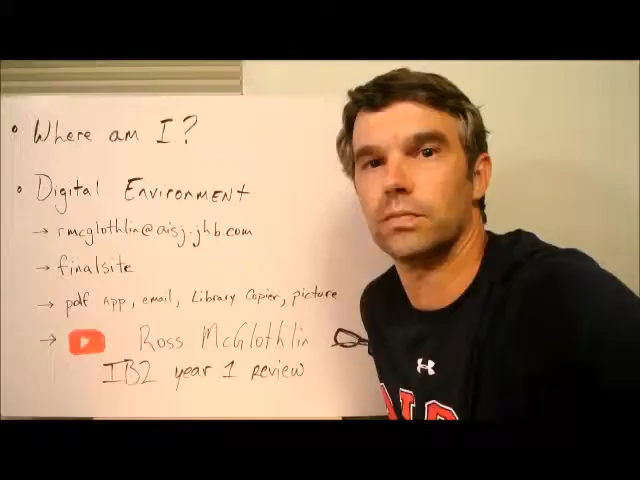 • Where am I?
• Digital Environment
→ rmcglothlin@aisj.jhb.com
→ finalsite
→ pdf App, email, Library Copier, picture
→ Ross McGlothlin
IB2 year 1 review